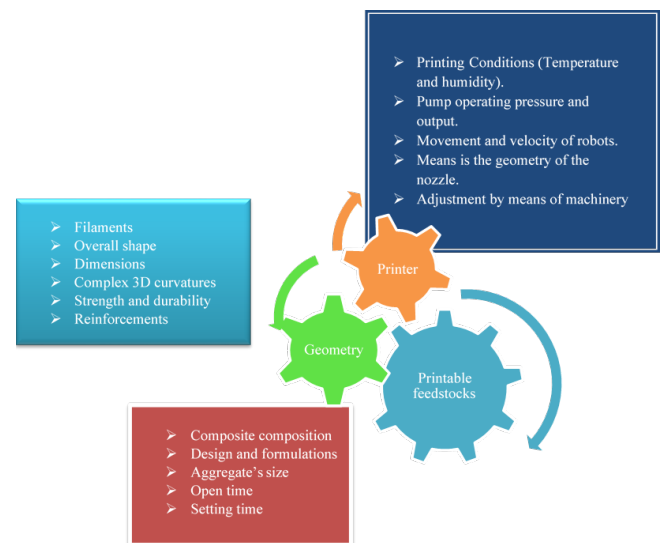 ➢ Printing Conditions (Temperature
and humidity).
➢ Pump operating pressure and
output.
➢ Movement and velocity of robots.
➢ Means is the geometry of the
nozzle.
➢ Adjustment by means of machinery
➢ Filaments
➢ Overall shape
➢ Dimensions
➢ Complex 3D curvatures
➢ Strength and durability
➢ Reinforcements
Printer
Geometry
Printable
feedstocks
➢ Composite composition
➢ Design and formulations
➢ Aggregate's size
➢ Open time
➢ Setting time